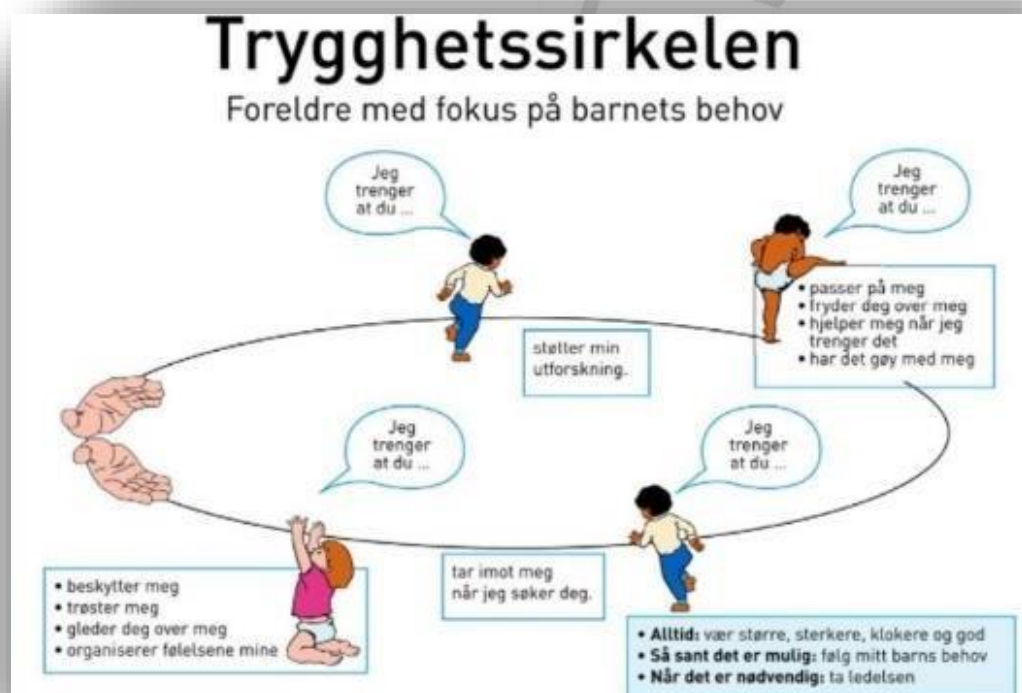 Trygghetssirkelen
Foreldre med fokus på barnets behov
Jeg
trenger
at du ...
Jeg
trenger
at du ...
• passer på meg
• fryder deg over meg
• hjelper meg når jeg
trenger det
• har det gøy med meg
støtter min
utforskning.
Jeg
trenger
at du ...
Jeg
trenger
at du ...
• beskytter meg
• trøster meg
• gleder deg over meg
• organiserer følelsene mine
tar imot meg
når jeg søker deg.
• Alltid: vær større, sterkere, klokere og god
• Så sant det er mulig: følg mitt barns behov
• Når det er nødvendig: ta ledelsen